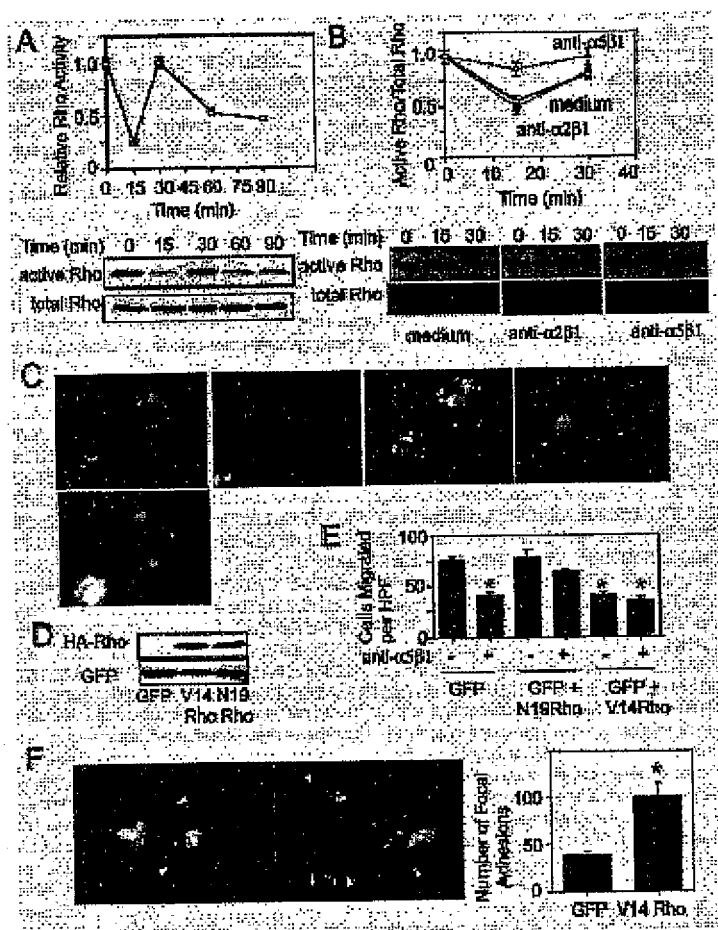 A
Relative Rho Activity
1.0
0.5
0
0 15 30 45 60 75 90
Time (min)
Time (min) 0 15 30 60 90
active Rho
total Rho
B
Active Rho/Total Rho
1.0
0.5
0
anti-α5β1
medium
anti-α2β1
0 10 20 30 40
Time (min)
Time (min) 0 15 30 0 15 30 0 15 30
active Rho
total Rho
medium anti-α2β1 anti-α5β1
C
D
HA-Rho
GFP
GFP V14 N19
Rho Rho
E
Cells Migrated
per HPF
100
50
0
* * *
anti-α5β1 - + - + - +
GFP GFP + GFP +
N19Rho V14Rho
F
Number of Focal
Adhesions
100
50
0
*
GFP V14 Rho